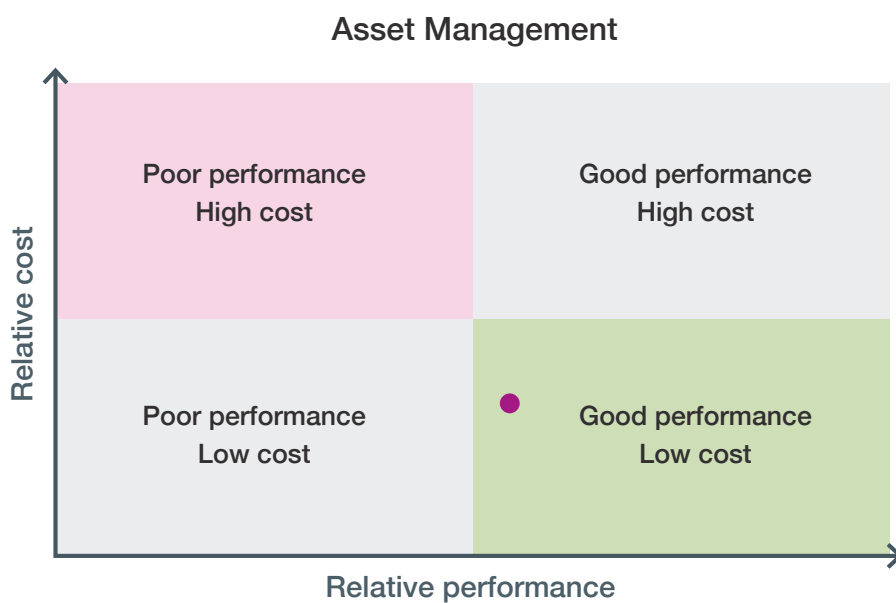 Asset Management
Poor performance
High cost
Good performance
High cost
Relative cost
Poor performance
Low cost
Good performance
Low cost
Relative performance